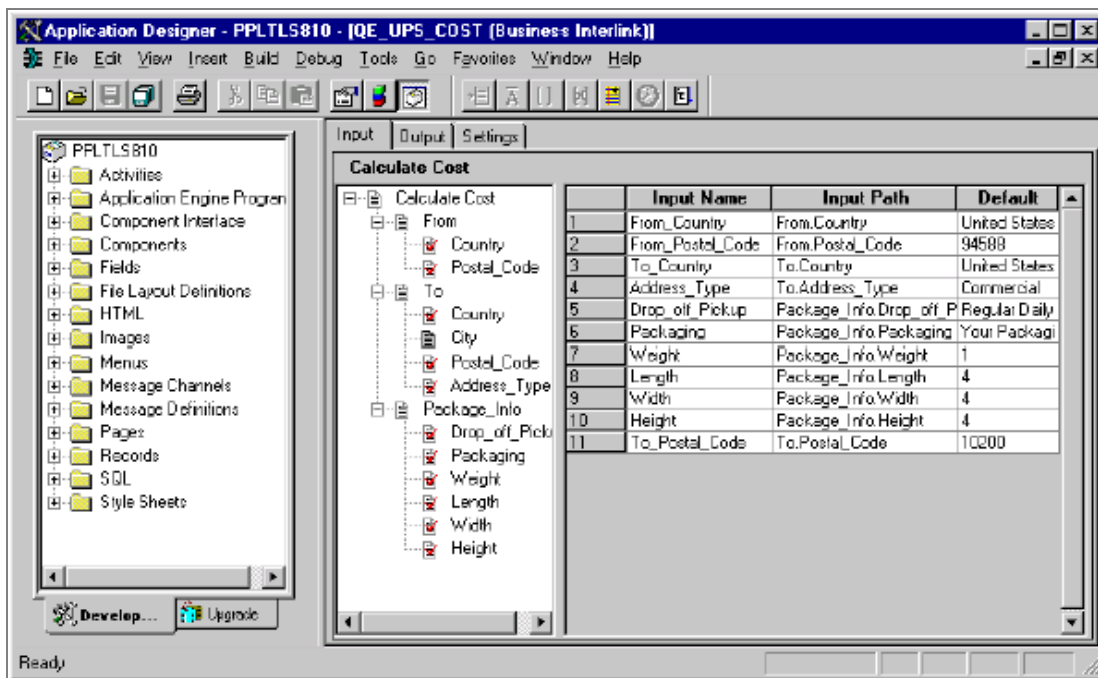 Application Designer - PPLTLS810 - [QE_UPS_COST (Business Interlink)]
File Edit View Insert Build Debug Tools Go Favorites Window Help
PPLTLS810
Activities
Application Engine Progran
Component Interface
Components
Fields
File Layout Definitions
HTML
Images
Menus
Message Channels
Message Definitions
Pages
Records
SQL
Style Sheets
Develop...
Upgrade
Input Output Settings
Calculate Cost
Calculate Cost
From
Country
Postal_Code
To
Country
City
Postal_Code
Address_Type
Package_Info
Drop_off_Picku
Packaging
Weight
Length
Width
Height
Input Name Input Path Default
1 From_Country From.Country United States
2 From_Postal_Code From.Postal_Code 94588
3 To_Country To.Country United States
4 Address_Type To.Address_Type Commercial
5 Drop_off_Pickup Package_Info.Drop_off_P Regular Daily
6 Packaging Package_Info.Packaging Your Packagi
7 Weight Package_Info.Weight 1
8 Length Package_Info.Length 4
9 Width Package_Info.Width 4
10 Height Package_Info.Height 4
11 To_Postal_Code To.Postal_Code 10200
Ready